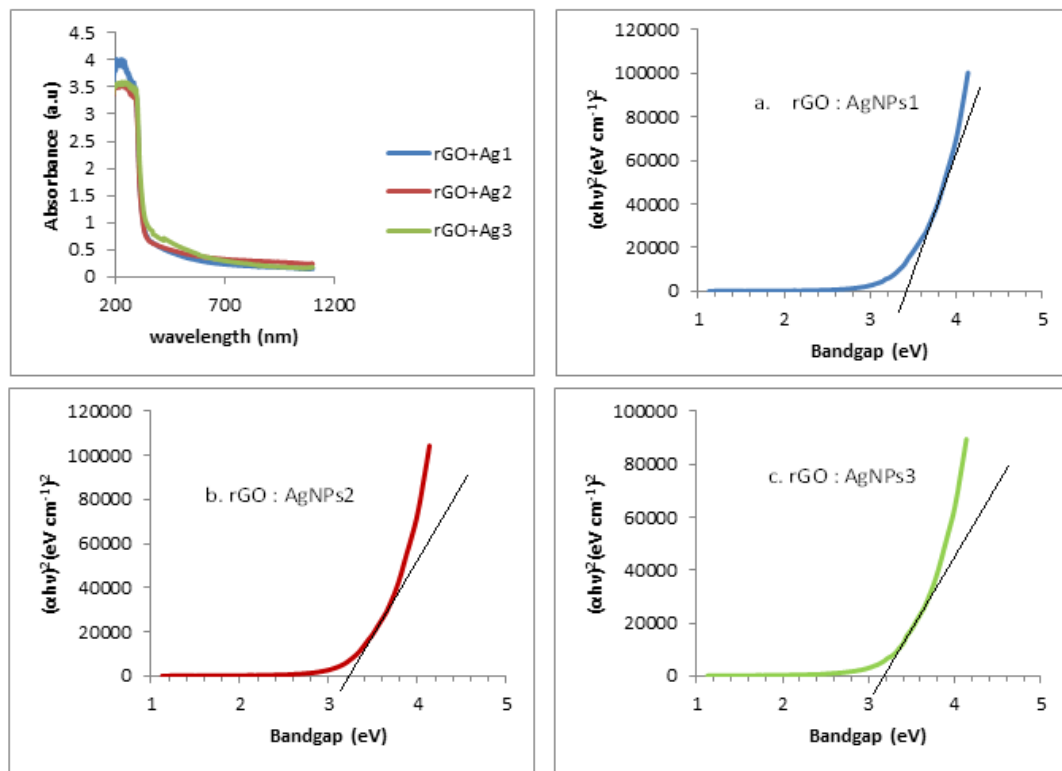 4.5
4
3.5
3
2.5
2
1.5
1
0.5
0
Absorbance (a.u)
200 700 1200
wavelength (nm)
rGO+Ag1
rGO+Ag2
rGO+Ag3
120000
100000
80000
60000
40000
20000
0
(αhν)²(eV cm⁻¹)²
a. rGO : AgNPs1
1 2 3 4 5
Bandgap (eV)
120000
100000
80000
60000
40000
20000
0
(αhν)²(eV cm⁻¹)²
b. rGO : AgNPs2
1 2 3 4 5
Bandgap (eV)
100000
80000
60000
40000
20000
0
(αhν)²(eV cm⁻¹)²
c. rGO : AgNPs3
1 2 3 4 5
Bandgap (eV)